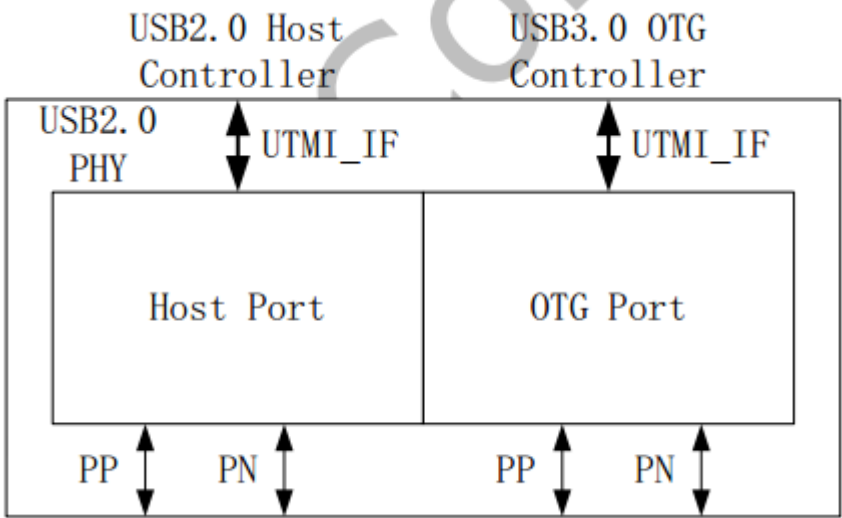 USB2.0 Host
Controller
USB3.0 OTG
Controller
USB2.0
PHY
UTMI_IF
UTMI_IF
Host Port
OTG Port
PP
PN
PP
PN